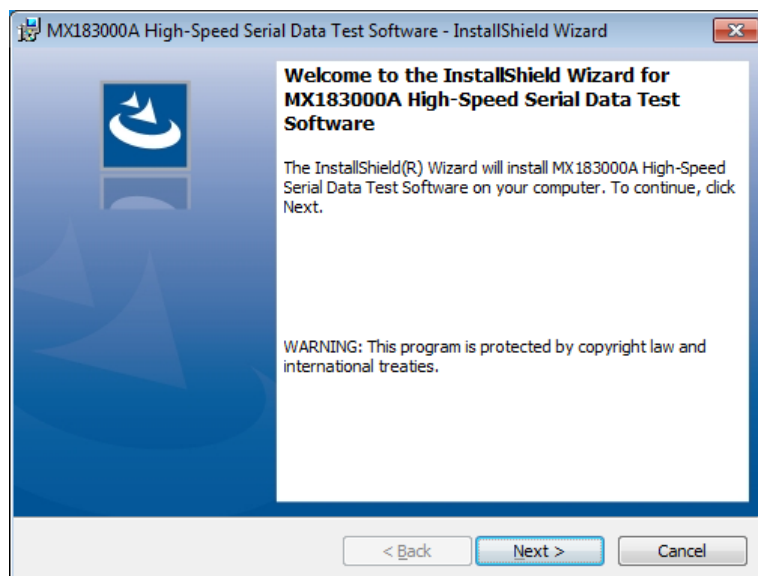 MX183000A High-Speed Serial Data Test Software - InstallShield Wizard
Welcome to the InstallShield Wizard for
MX183000A High-Speed Serial Data Test
Software
The InstallShield(R) Wizard will install MX183000A High-Speed
Serial Data Test Software on your computer. To continue, click
Next.
WARNING: This program is protected by copyright law and
international treaties.
< Back Next > Cancel